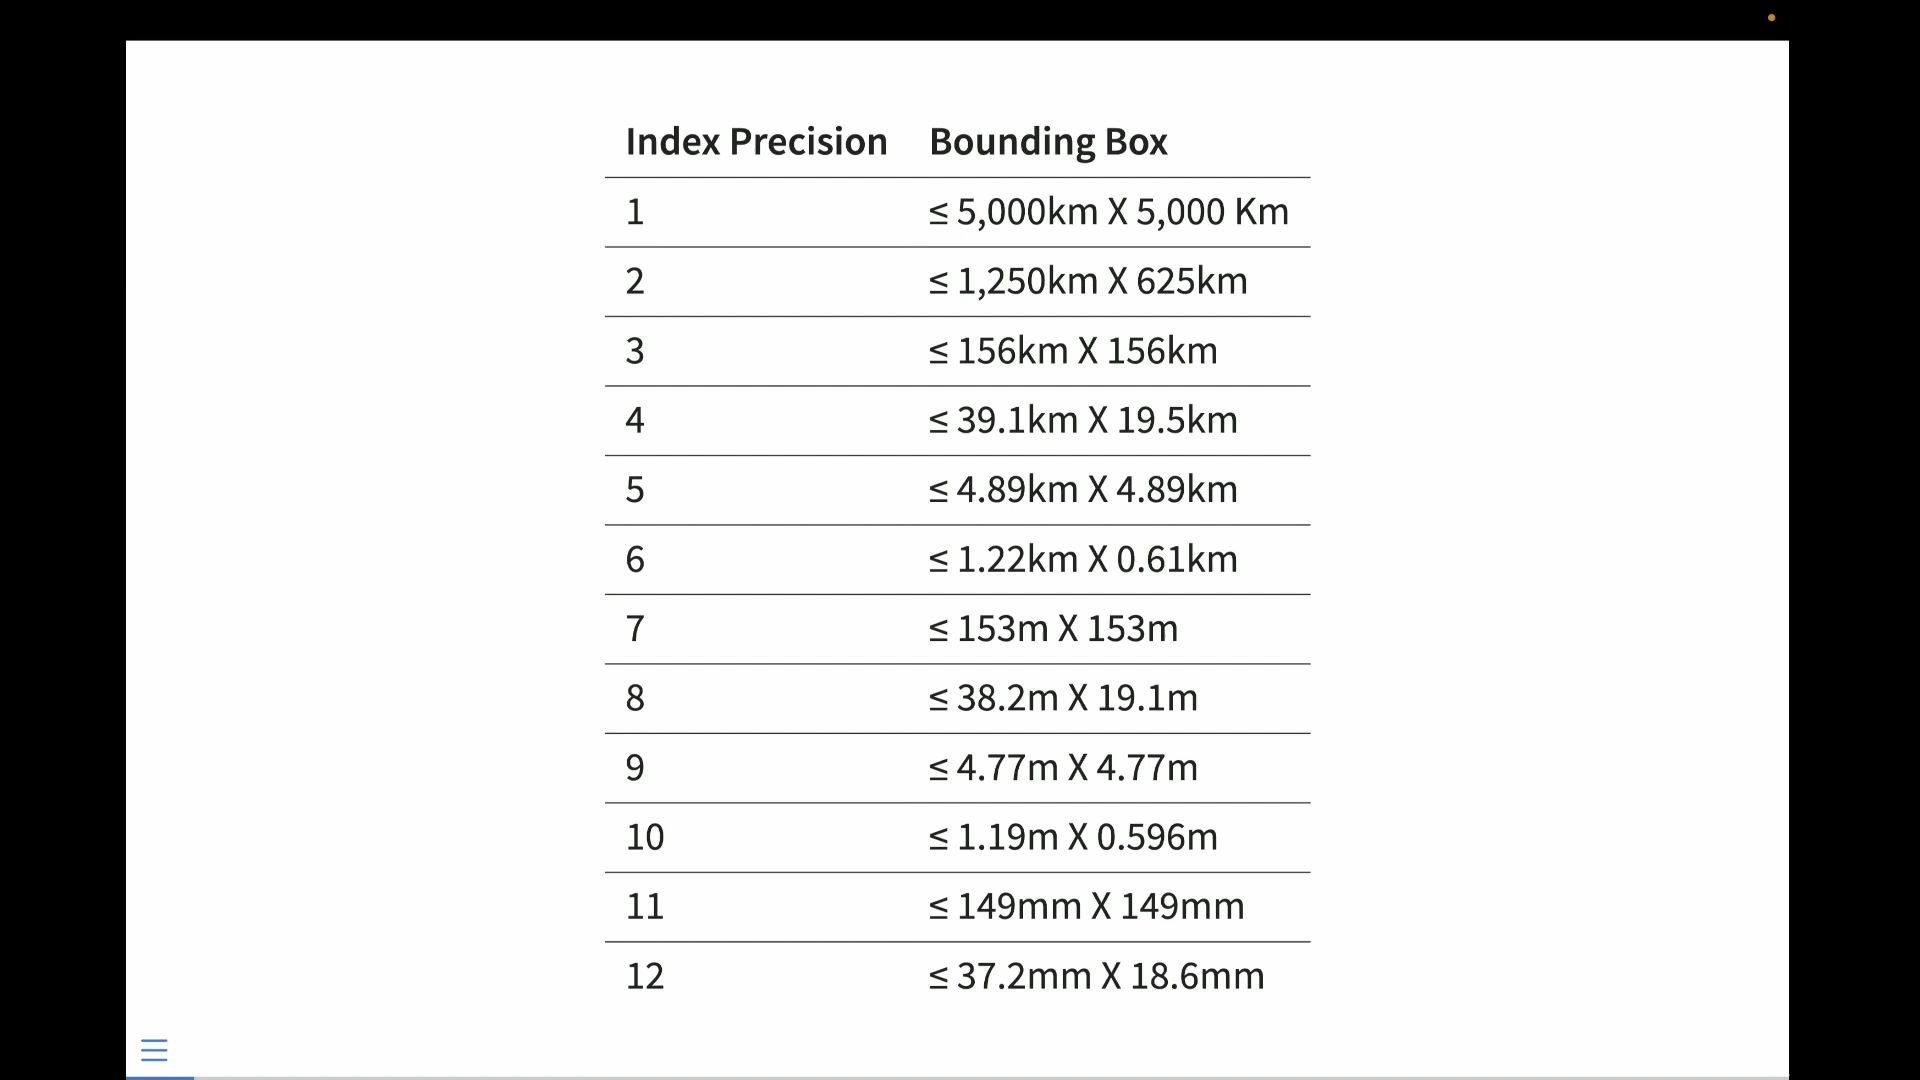 Index Precision Bounding Box
1 ≤ 5,000km X 5,000 Km
2 ≤ 1,250km X 625km
3 ≤ 156km X 156km
4 ≤ 39.1km X 19.5km
5 ≤ 4.89km X 4.89km
6 ≤ 1.22km X 0.61km
7 ≤ 153m X 153m
8 ≤ 38.2m X 19.1m
9 ≤ 4.77m X 4.77m
10 ≤ 1.19m X 0.596m
11 ≤ 149mm X 149mm
12 ≤ 37.2mm X 18.6mm